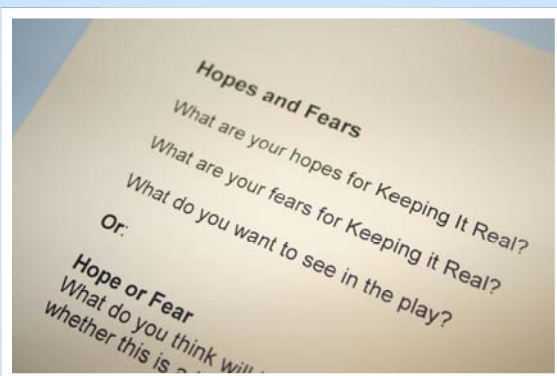 Hopes and Fears
What are your hopes for Keeping It Real?
What are your fears for Keeping it Real?
What do you want to see in the play?
Or:
Hope or Fear
What do you think will
whether this is a